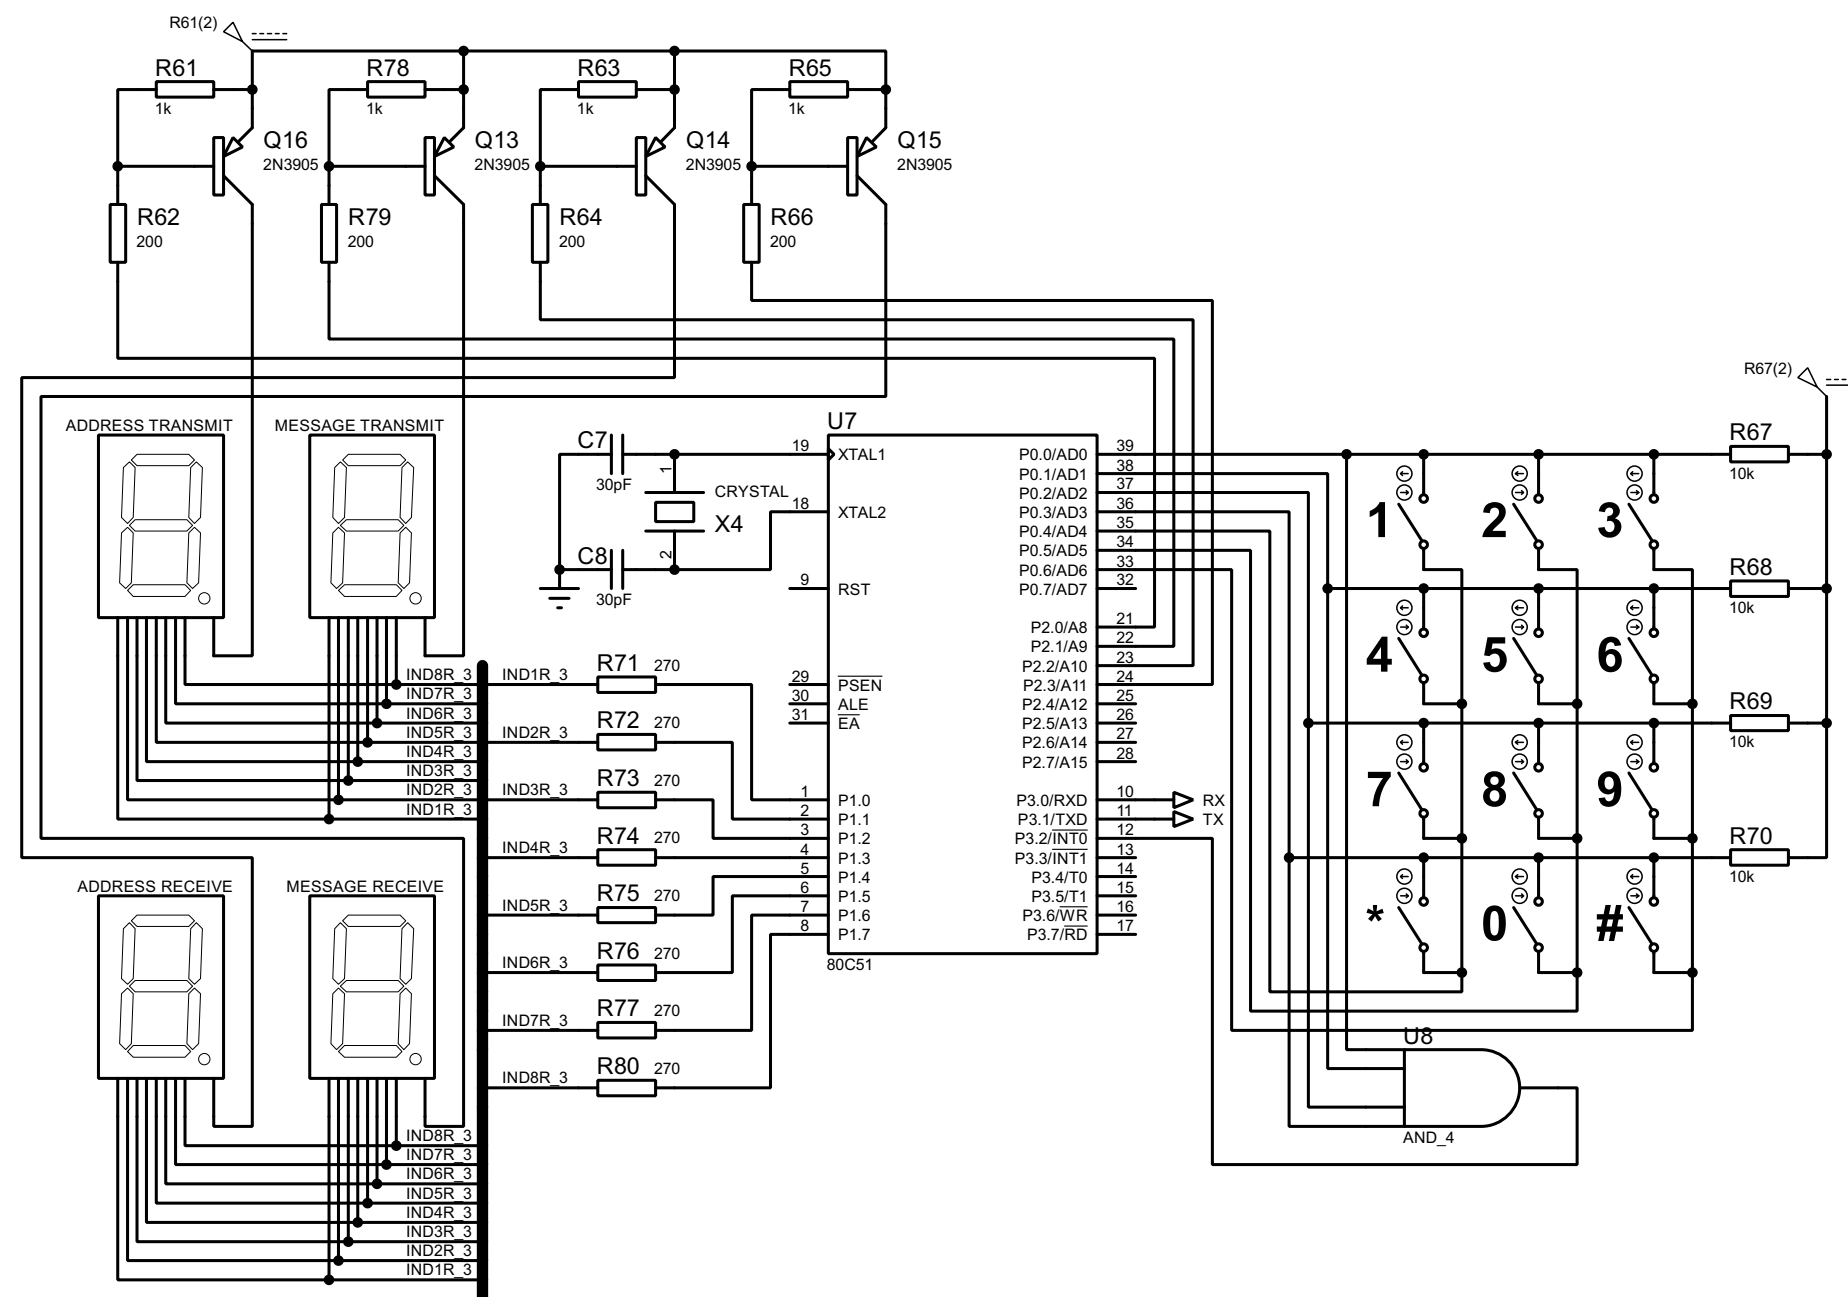 R61(2)
R61
1k
R78
1k
R63
1k
R65
1k
Q16
2N3905
Q13
2N3905
Q14
2N3905
Q15
2N3905
R62
200
R79
200
R64
200
R66
200
R67(2)
ADDRESS TRANSMIT
MESSAGE TRANSMIT
C7
30pF
1
CRYSTAL
X4
2
C8
30pF
U7
19 XTAL1
18 XTAL2
9 RST
29 PSEN
30 ALE
31 EA
1 P1.0
2 P1.1
3 P1.2
4 P1.3
5 P1.4
6 P1.5
7 P1.6
8 P1.7
P0.0/AD0 39
P0.1/AD1 38
P0.2/AD2 37
P0.3/AD3 36
P0.4/AD4 35
P0.5/AD5 34
P0.6/AD6 33
P0.7/AD7 32
P2.0/A8 21
P2.1/A9 22
P2.2/A10 23
P2.3/A11 24
P2.4/A12 25
P2.5/A13 26
P2.6/A14 27
P2.7/A15 28
P3.0/RXD 10 RX
P3.1/TXD 11 TX
P3.2/INT0 12
P3.3/INT1 13
P3.4/T0 14
P3.5/T1 15
P3.6/WR 16
P3.7/RD 17
80C51
IND8R_3
IND7R_3
IND6R_3
IND5R_3
IND4R_3
IND3R_3
IND2R_3
IND1R_3
IND1R_3 R71 270
IND2R_3 R72 270
IND3R_3 R73 270
IND4R_3 R74 270
IND5R_3 R75 270
IND6R_3 R76 270
IND7R_3 R77 270
IND8R_3 R80 270
ADDRESS RECEIVE
MESSAGE RECEIVE
IND8R_3
IND7R_3
IND6R_3
IND5R_3
IND4R_3
IND3R_3
IND2R_3
IND1R_3
R67
10k
1 2 3
R68
10k
4 5 6
R69
10k
7 8 9
R70
10k
* 0 #
U8
AND_4